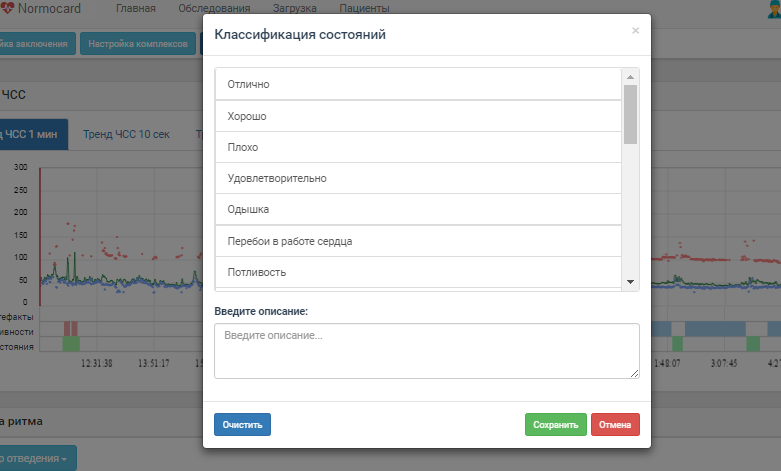 Normocard
Главная
Обследования
Загрузка
Пациенты
йка заключения
Настройка комплексов
Классификация состояний
×
Отлично
Хорошо
Плохо
Удовлетворительно
Одышка
Перебои в работе сердца
Потливость
Введите описание:
Введите описание...
Очистить
Сохранить
Отмена
ЧСС
д ЧСС 1 мин
Тренд ЧСС 10 сек
300
250
200
150
100
50
0
тефакты
ивности
стояния
12:31:38
13:51:17
1:48:07
3:07:45
4:27
а ритма
р отведения